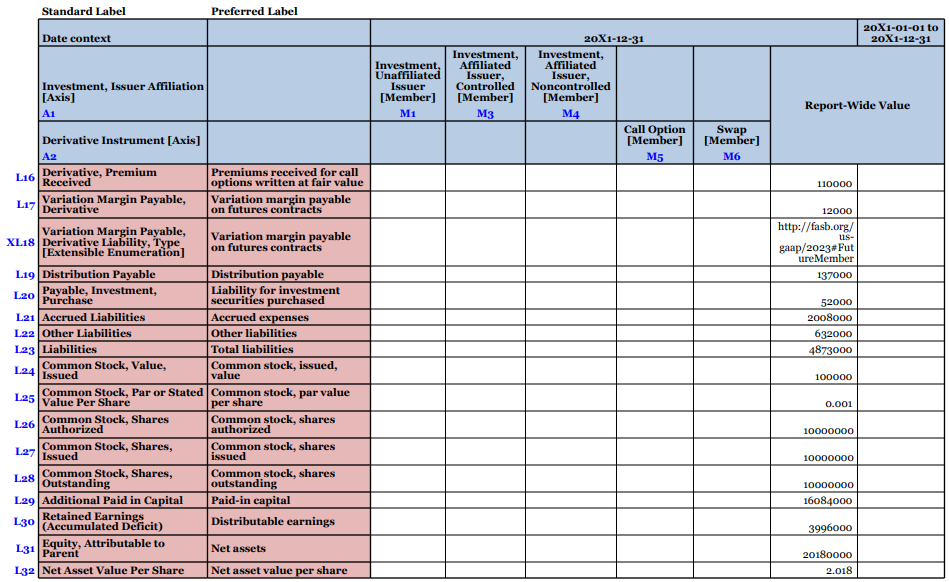 Standard Label Preferred Label
Date context 20X1-12-31 20X1-01-01 to
20X1-12-31
Investment, Issuer Affiliation
[Axis]
A1
Investment,
Unaffiliated
Issuer
[Member]
M1
Investment,
Affiliated
Issuer,
Controlled
[Member]
M3
Investment,
Affiliated
Issuer,
Noncontrolled
[Member]
M4
Report-Wide Value
Derivative Instrument [Axis]
A2
Call Option
[Member]
M5
Swap
[Member]
M6
L16 Derivative, Premium
Received
Premiums received for call
options written at fair value
110000
L17 Variation Margin Payable,
Derivative
Variation margin payable
on futures contracts
12000
XL18 Variation Margin Payable,
Derivative Liability, Type
[Extensible Enumeration]
Variation margin payable
on futures contracts
http://fasb.org/
us-
gaap/2023#Fut
ureMember
L19 Distribution Payable Distribution payable 137000
L20 Payable, Investment,
Purchase
Liability for investment
securities purchased
52000
L21 Accrued Liabilities Accrued expenses 2008000
L22 Other Liabilities Other liabilities 632000
L23 Liabilities Total liabilities 4873000
L24 Common Stock, Value,
Issued
Common stock, issued,
value
100000
L25 Common Stock, Par or Stated
Value Per Share
Common stock, par value
per share
0.001
L26 Common Stock, Shares
Authorized
Common stock, shares
authorized
10000000
L27 Common Stock, Shares,
Issued
Common stock, shares
issued
10000000
L28 Common Stock, Shares,
Outstanding
Common stock, shares
outstanding
10000000
L29 Additional Paid in Capital Paid-in capital 16084000
L30 Retained Earnings
(Accumulated Deficit)
Distributable earnings
3996000
L31 Equity, Attributable to
Parent
Net assets
20180000
L32 Net Asset Value Per Share Net asset value per share 2.018